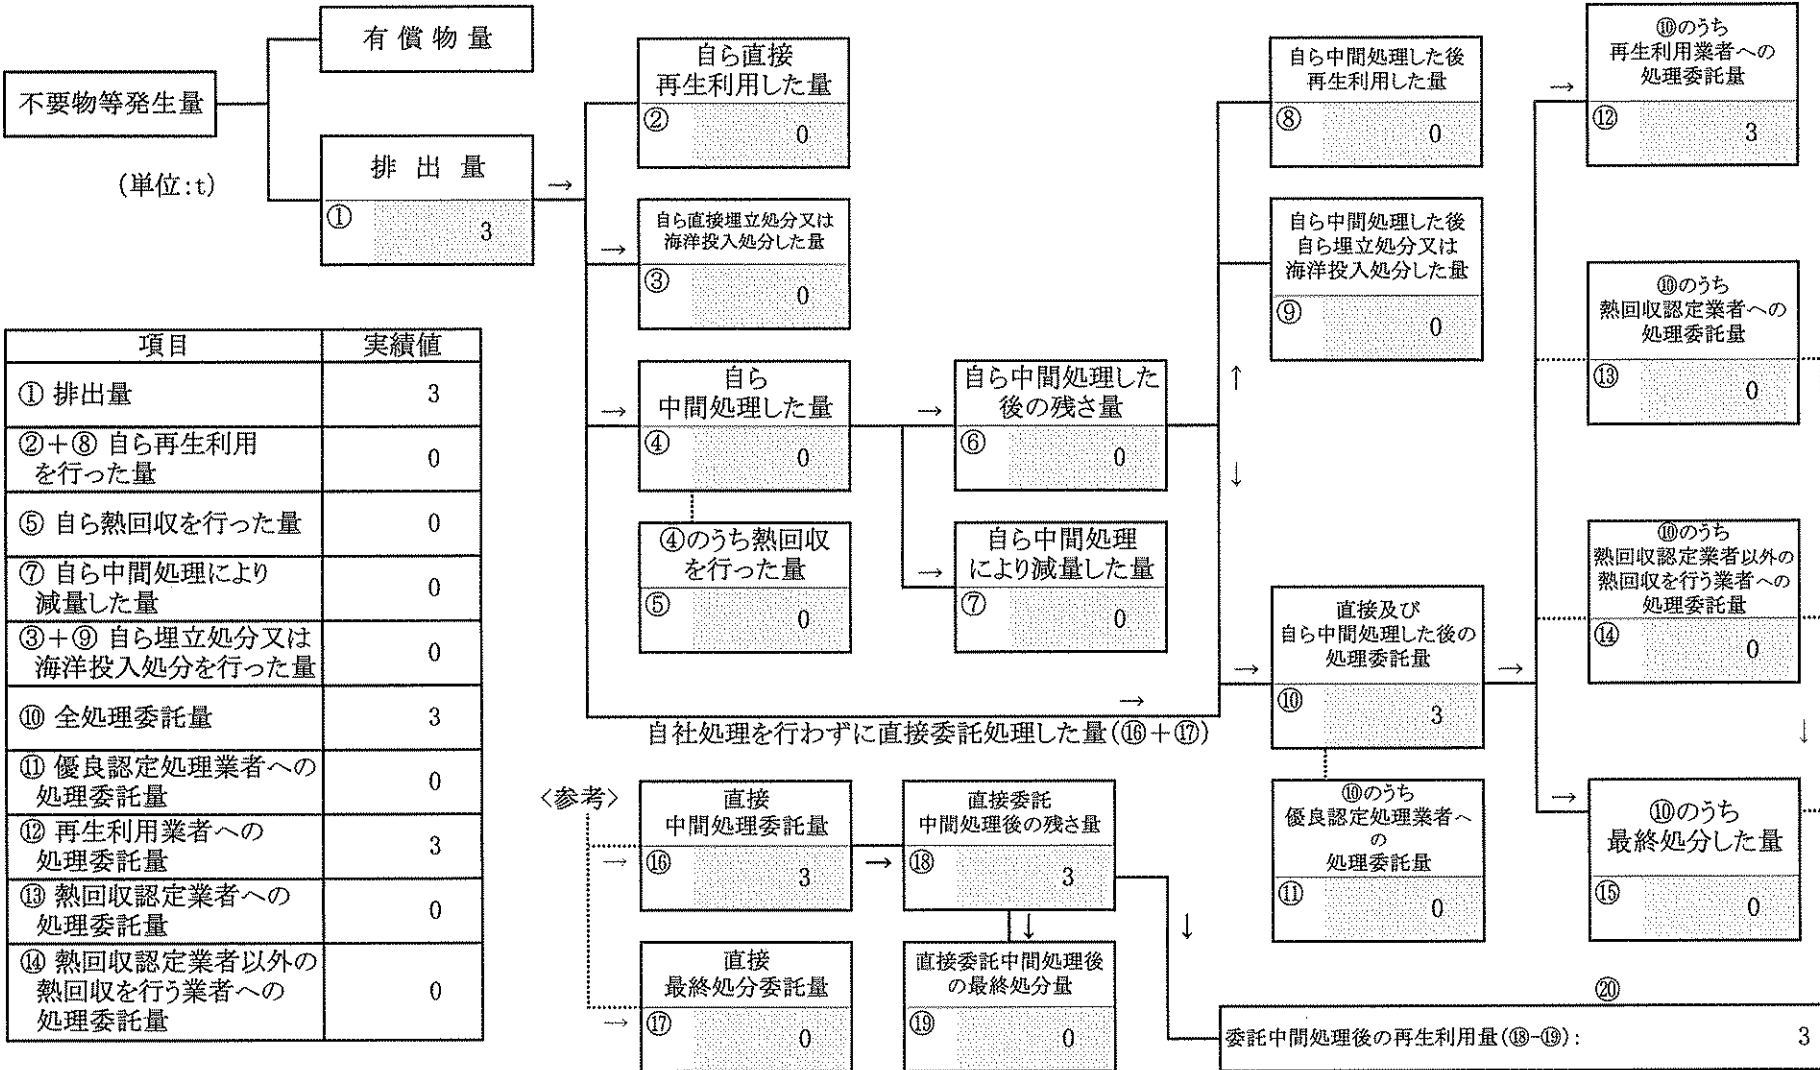 有償物量
不要物等発生量
(単位:t)
排出量
→
① 3
自ら直接
再生利用した量
② 0
→
自ら直接埋立処分又は
海洋投入処分した量
③ 0
→
自ら
中間処理した量
④ 0
④のうち熱回収
を行った量
⑤ 0
→
自ら中間処理した
後の残さ量
⑥ 0
→
自ら中間処理
により減量した量
⑦ 0
↑
↓
→
自社処理を行わずに直接委託処理した量(⑯+⑰)
自ら中間処理した後
再生利用した量
⑧ 0
自ら中間処理した後
自ら埋立処分又は
海洋投入処分した量
⑨ 0
→
直接及び
自ら中間処理した後の
処理委託量
⑩ 3
→
⑩のうち
優良認定処理業者へ
の
処理委託量
⑪ 0
→
⑩のうち
再生利用業者への
処理委託量
⑫ 3
⑩のうち
熱回収認定業者への
処理委託量
⑬ 0
⑩のうち
熱回収認定業者以外の
熱回収を行う業者への
処理委託量
⑭ 0
↓
→
⑩のうち
最終処分した量
⑮ 0
項目 実績値
① 排出量 3
②+⑧ 自ら再生利用
を行った量 0
⑤ 自ら熱回収を行った量 0
⑦ 自ら中間処理により
減量した量 0
③+⑨ 自ら埋立処分又は
海洋投入処分を行った量 0
⑩ 全処理委託量 3
⑪ 優良認定処理業者への
処理委託量 0
⑫ 再生利用業者への
処理委託量 3
⑬ 熱回収認定業者への
処理委託量 0
⑭ 熱回収認定業者以外の
熱回収を行う業者への
処理委託量 0
〈参考〉
→
直接
中間処理委託量
⑯ 3
→
直接委託
中間処理後の残さ量
⑱ 3
↓
↓
→
直接
最終処分委託量
⑰ 0
直接委託中間処理後
の最終処分量
⑲ 0
⑳
委託中間処理後の再生利用量(⑱-⑲): 3